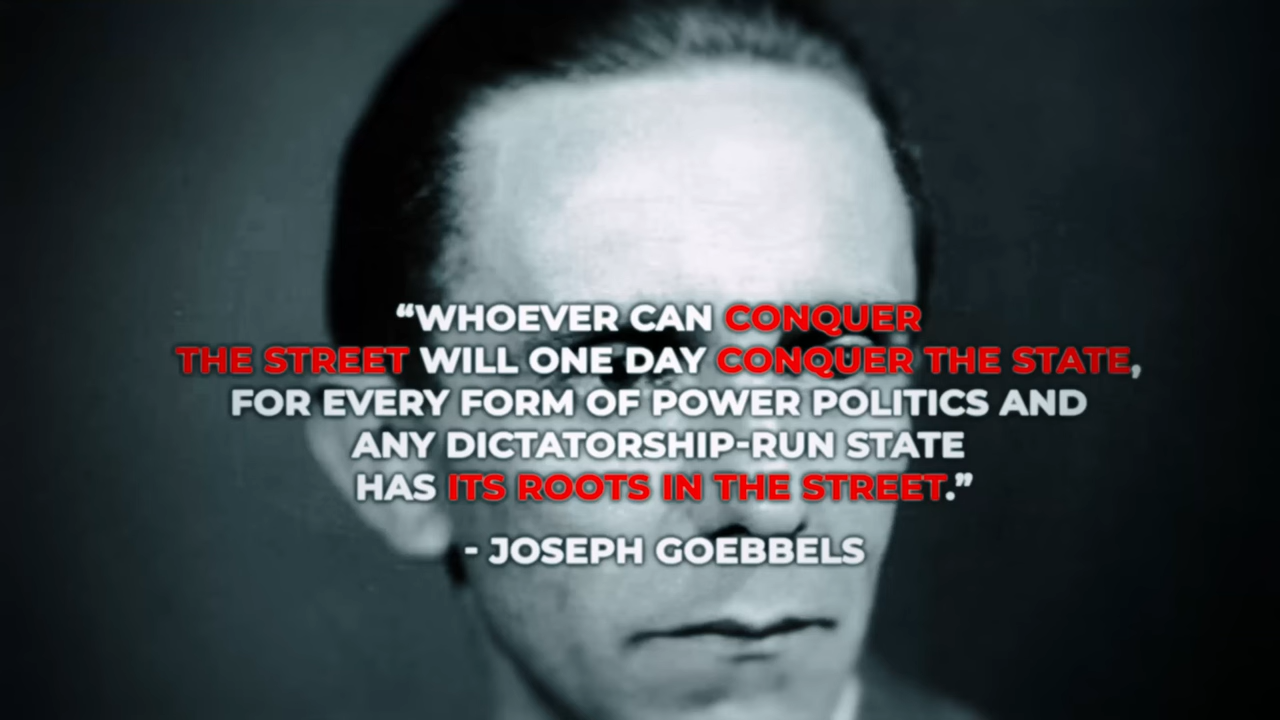 “WHOEVER CAN CONQUER
THE STREET WILL ONE DAY CONQUER THE STATE,
FOR EVERY FORM OF POWER POLITICS AND
ANY DICTATORSHIP-RUN STATE
HAS ITS ROOTS IN THE STREET.”
- JOSEPH GOEBBELS